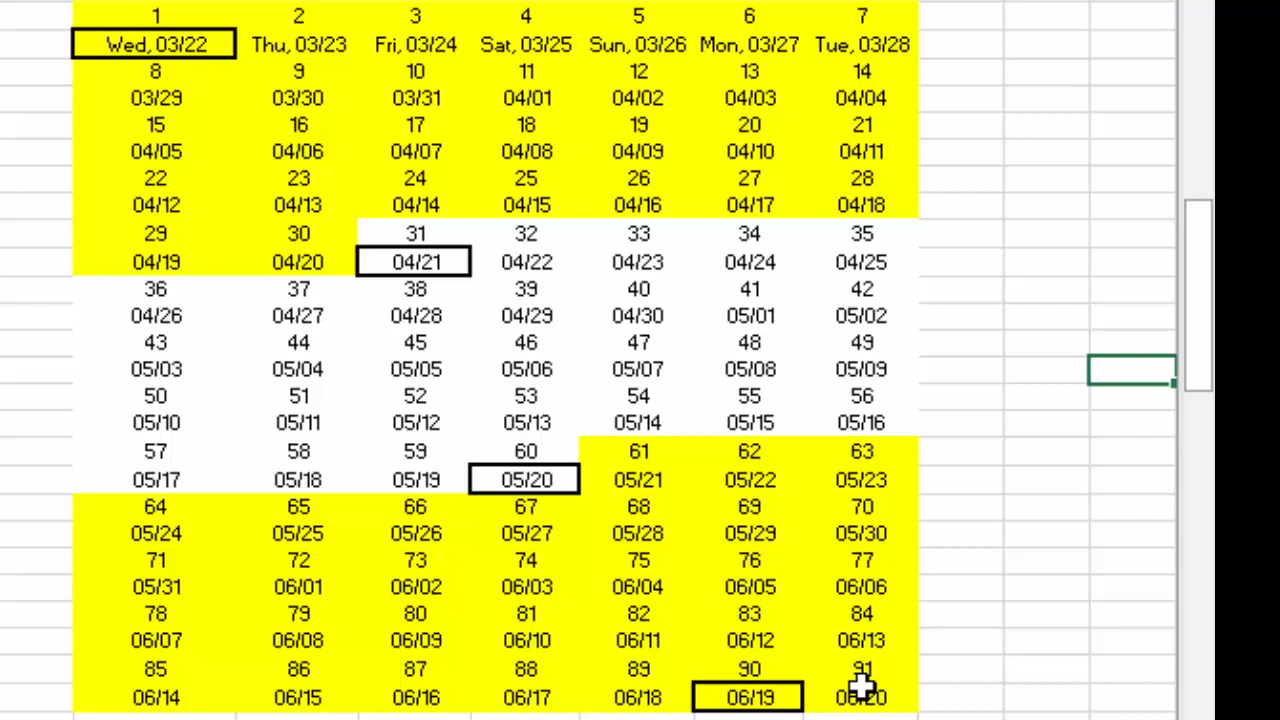 1 2 3 4 5 6 7
Wed, 03/22 Thu, 03/23 Fri, 03/24 Sat, 03/25 Sun, 03/26 Mon, 03/27 Tue, 03/28
8 9 10 11 12 13 14
03/29 03/30 03/31 04/01 04/02 04/03 04/04
15 16 17 18 19 20 21
04/05 04/06 04/07 04/08 04/09 04/10 04/11
22 23 24 25 26 27 28
04/12 04/13 04/14 04/15 04/16 04/17 04/18
29 30 31 32 33 34 35
04/19 04/20 04/21 04/22 04/23 04/24 04/25
36 37 38 39 40 41 42
04/26 04/27 04/28 04/29 04/30 05/01 05/02
43 44 45 46 47 48 49
05/03 05/04 05/05 05/06 05/07 05/08 05/09
50 51 52 53 54 55 56
05/10 05/11 05/12 05/13 05/14 05/15 05/16
57 58 59 60 61 62 63
05/17 05/18 05/19 05/20 05/21 05/22 05/23
64 65 66 67 68 69 70
05/24 05/25 05/26 05/27 05/28 05/29 05/30
71 72 73 74 75 76 77
05/31 06/01 06/02 06/03 06/04 06/05 06/06
78 79 80 81 82 83 84
06/07 06/08 06/09 06/10 06/11 06/12 06/13
85 86 87 88 89 90 91
06/14 06/15 06/16 06/17 06/18 06/19 06/20